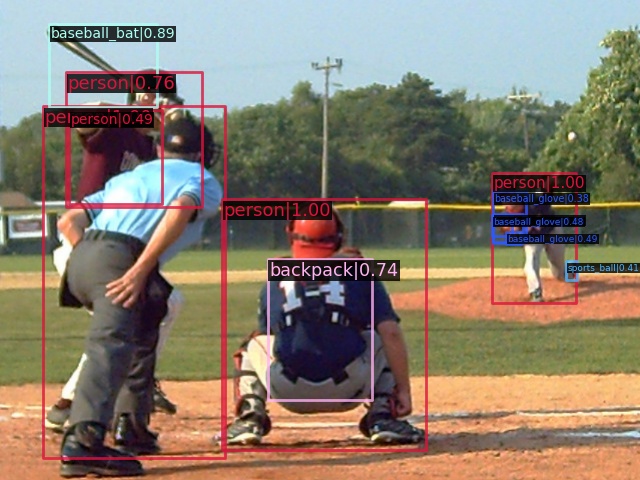 baseball_bat|0.89
person|0.76
person|0.49
person|1.00
person|1.00
baseball_glove|0.38
baseball_glove|0.48
baseball_glove|0.49
sports_ball|0.41
backpack|0.74
14